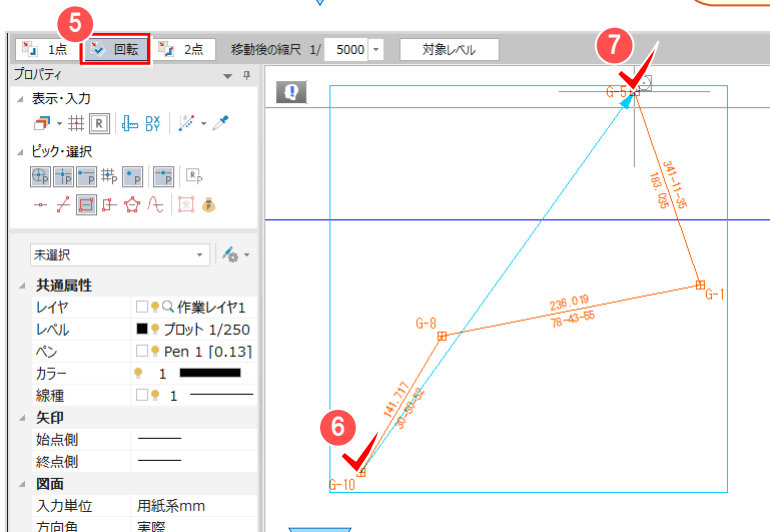 5
1点 回転 2点 移動後の縮尺 1/ 5000 対象レベル
7
プロパティ
表示・入力
R DX BY
ピック・選択
P P P P P P R P
P
未選択
共通属性
レイヤ 作業レイヤ1
レベル プロット 1/250
ペン Pen 1 [0.13]
カラー 1
線種 1
矢印
始点側
終点側
図面
入力単位 用紙系mm
方向角 実際
G-5
341-11-35
183.035
G-1
236.019
78-43-55
G-8
141.717
30-50-52
6
G-10